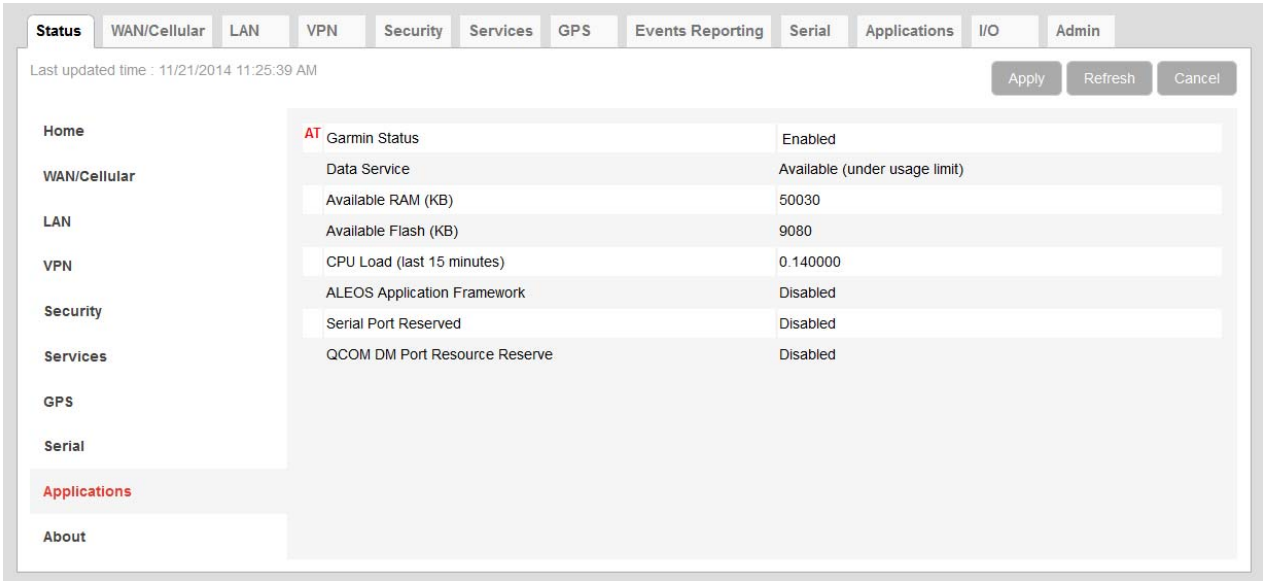 Status WAN/Cellular LAN VPN Security Services GPS Events Reporting Serial Applications I/O Admin
Last updated time : 11/21/2014 11:25:39 AM
Apply Refresh Cancel
Home
WAN/Cellular
LAN
VPN
Security
Services
GPS
Serial
Applications
About
AT Garmin Status Enabled
Data Service Available (under usage limit)
Available RAM (KB) 50030
Available Flash (KB) 9080
CPU Load (last 15 minutes) 0.140000
ALEOS Application Framework Disabled
Serial Port Reserved Disabled
QCOM DM Port Resource Reserve Disabled